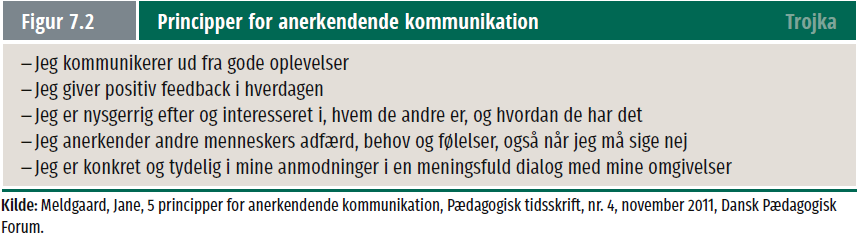 Figur 7.2 Principper for anerkendende kommunikation Trojka
– Jeg kommunikerer ud fra gode oplevelser
– Jeg giver positiv feedback i hverdagen
– Jeg er nysgerrig efter og interesseret i, hvem de andre er, og hvordan de har det
– Jeg anerkender andre menneskers adfærd, behov og følelser, også når jeg må sige nej
– Jeg er konkret og tydelig i mine anmodninger i en meningsfuld dialog med mine omgivelser
Kilde: Meldgaard, Jane, 5 principper for anerkendende kommunikation, Pædagogisk tidsskrift, nr. 4, november 2011, Dansk Pædagogisk
Forum.